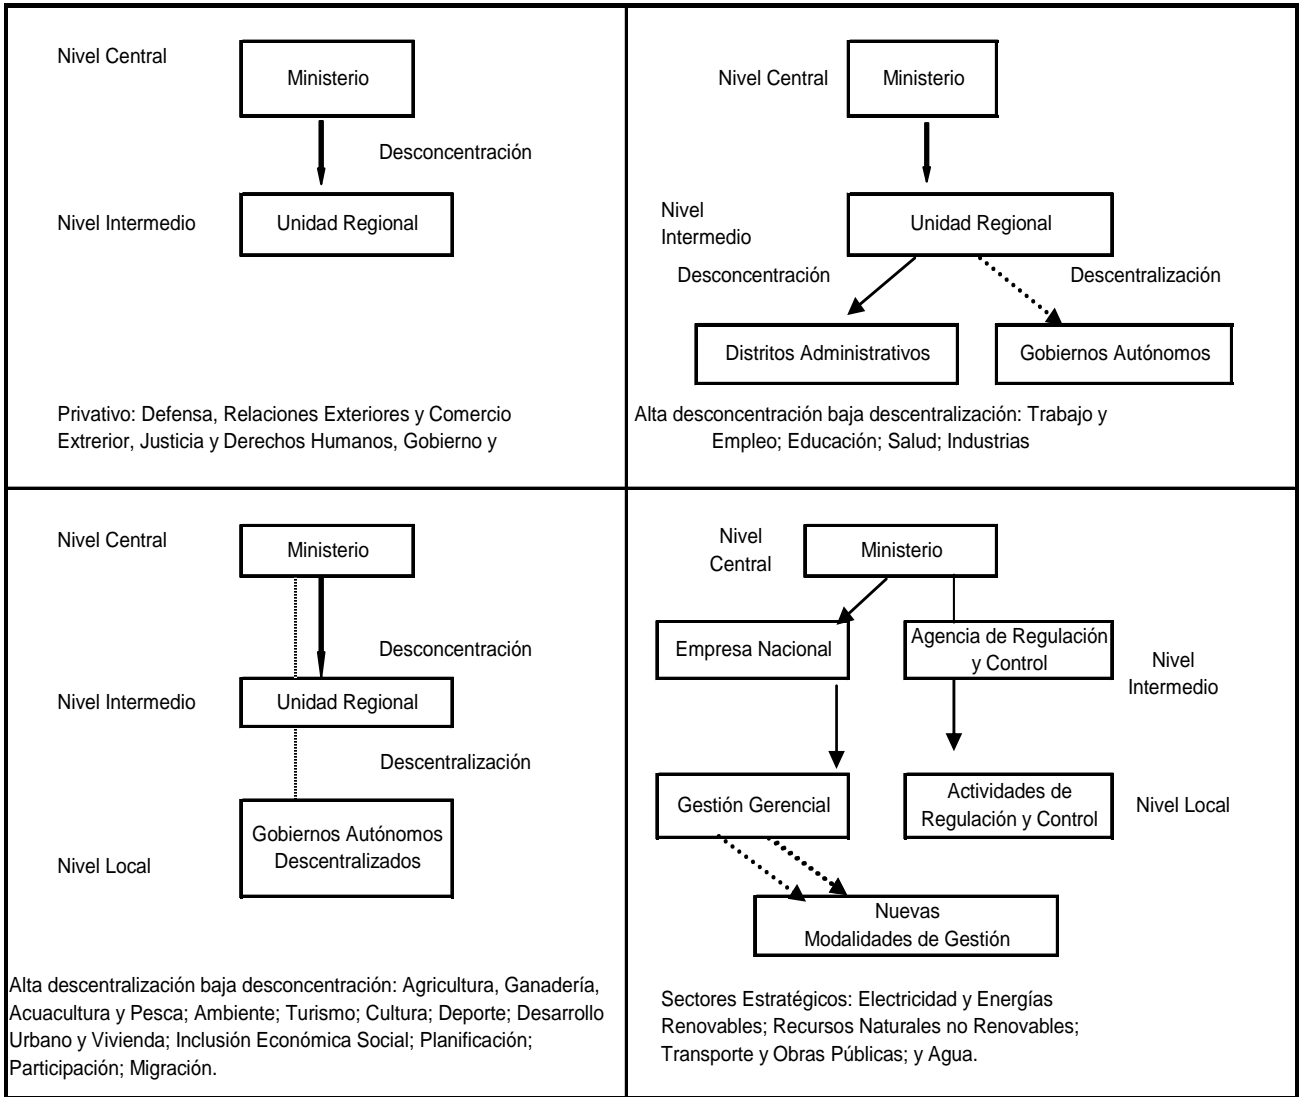 Nivel Central
Ministerio
Desconcentración
Nivel Intermedio
Unidad Regional
Privativo: Defensa, Relaciones Exteriores y Comercio
Extrerior, Justicia y Derechos Humanos, Gobierno y
Nivel Central
Ministerio
Nivel
Intermedio
Unidad Regional
Desconcentración
Descentralización
Distritos Administrativos
Gobiernos Autónomos
Alta desconcentración baja descentralización: Trabajo y
Empleo; Educación; Salud; Industrias
Nivel Central
Ministerio
Desconcentración
Nivel Intermedio
Unidad Regional
Descentralización
Gobiernos Autónomos
Descentralizados
Nivel Local
Alta descentralización baja desconcentración: Agricultura, Ganadería,
Acuacultura y Pesca; Ambiente; Turismo; Cultura; Deporte; Desarrollo
Urbano y Vivienda; Inclusión Económica Social; Planificación;
Participación; Migración.
Nivel
Central
Ministerio
Empresa Nacional
Agencia de Regulación
y Control
Nivel
Intermedio
Gestión Gerencial
Actividades de
Regulación y Control
Nivel Local
Nuevas
Modalidades de Gestión
Sectores Estratégicos: Electricidad y Energías
Renovables; Recursos Naturales no Renovables;
Transporte y Obras Públicas; y Agua.